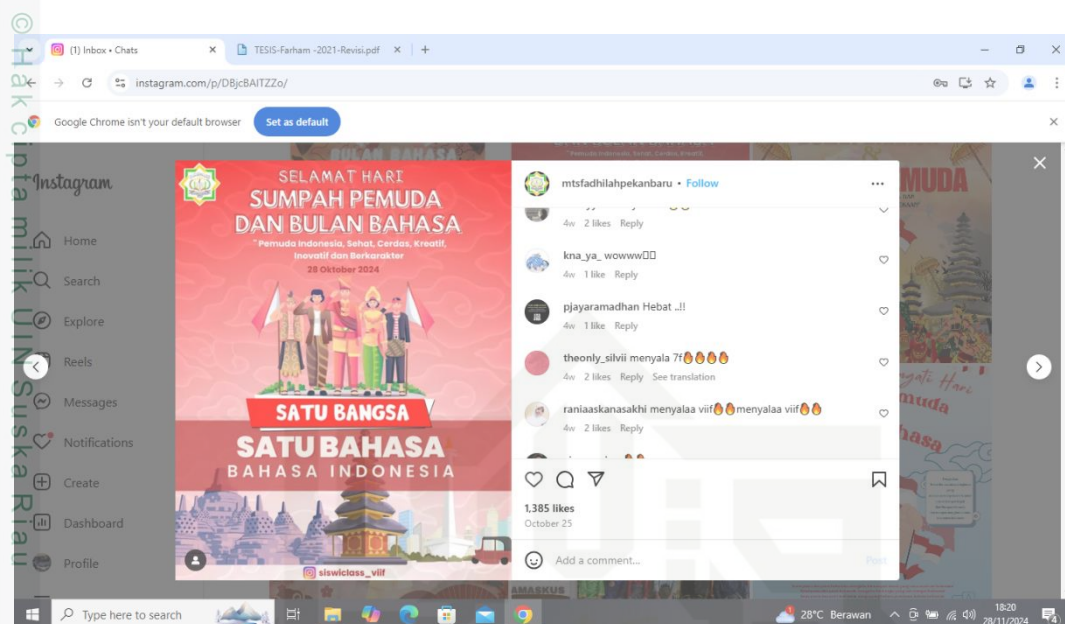 © Hak cipta milik UIN Suska Riau
(1) Inbox • Chats
TESIS-Farham -2021-Revisi.pdf
instagram.com/p/DBjcBAITZZo/
Google Chrome isn't your default browser
Set as default
BULAN BAHASA
Instagram
Home
Search
Explore
Reels
Messages
Notifications
Create
Dashboard
Profile
SELAMAT HARI
SUMPAH PEMUDA
DAN BULAN BAHASA
"Pemuda Indonesia, Sehat, Cerdas, Kreatif,
Inovatif dan Berkarakter
28 Oktober 2024
SATU BANGSA
SATU BAHASA
BAHASA INDONESIA
siswiclass_viif
mtsfadhilahpekanbaru • Follow
4w 2 likes Reply
kna_ya_ wowww
4w 1 like Reply
pjayaramadhan Hebat ..!!
4w 1 like Reply
theonly_silvii menyala 7f🔥🔥🔥🔥
4w 2 likes Reply See translation
raniaaskanasakhi menyalaa viif🔥🔥menyalaa viif🔥🔥
4w 2 likes Reply
1,385 likes
October 25
Add a comment...
Post
MUDA
muda
AMASKUS
Type here to search
28°C Berawan
18:20
28/11/2024